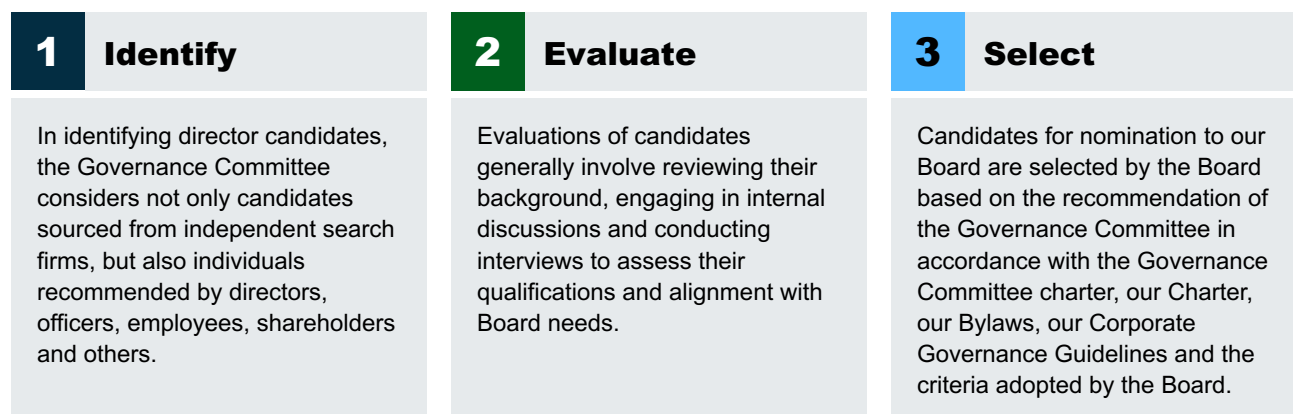 1 Identify
In identifying director candidates,
the Governance Committee
considers not only candidates
sourced from independent search
firms, but also individuals
recommended by directors,
officers, employees, shareholders
and others.
2 Evaluate
Evaluations of candidates
generally involve reviewing their
background, engaging in internal
discussions and conducting
interviews to assess their
qualifications and alignment with
Board needs.
3 Select
Candidates for nomination to our
Board are selected by the Board
based on the recommendation of
the Governance Committee in
accordance with the Governance
Committee charter, our Charter,
our Bylaws, our Corporate
Governance Guidelines and the
criteria adopted by the Board.